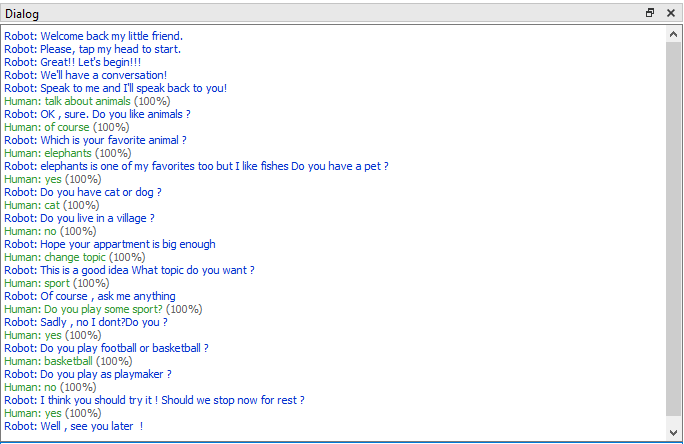 Dialog
Robot: Welcome back my little friend.
Robot: Please, tap my head to start.
Robot: Great!! Let's begin!!!
Robot: We'll have a conversation!
Robot: Speak to me and I'll speak back to you!
Human: talk about animals (100%)
Robot: OK , sure. Do you like animals ?
Human: of course (100%)
Robot: Which is your favorite animal ?
Human: elephants (100%)
Robot: elephants is one of my favorites too but I like fishes Do you have a pet ?
Human: yes (100%)
Robot: Do you have cat or dog ?
Human: cat (100%)
Robot: Do you live in a village ?
Human: no (100%)
Robot: Hope your appartment is big enough
Human: change topic (100%)
Robot: This is a good idea What topic do you want ?
Human: sport (100%)
Robot: Of course , ask me anything
Human: Do you play some sport? (100%)
Robot: Sadly , no I dont?Do you ?
Human: yes (100%)
Robot: Do you play football or basketball ?
Human: basketball (100%)
Robot: Do you play as playmaker ?
Human: no (100%)
Robot: I think you should try it ! Should we stop now for rest ?
Human: yes (100%)
Robot: Well , see you later  !